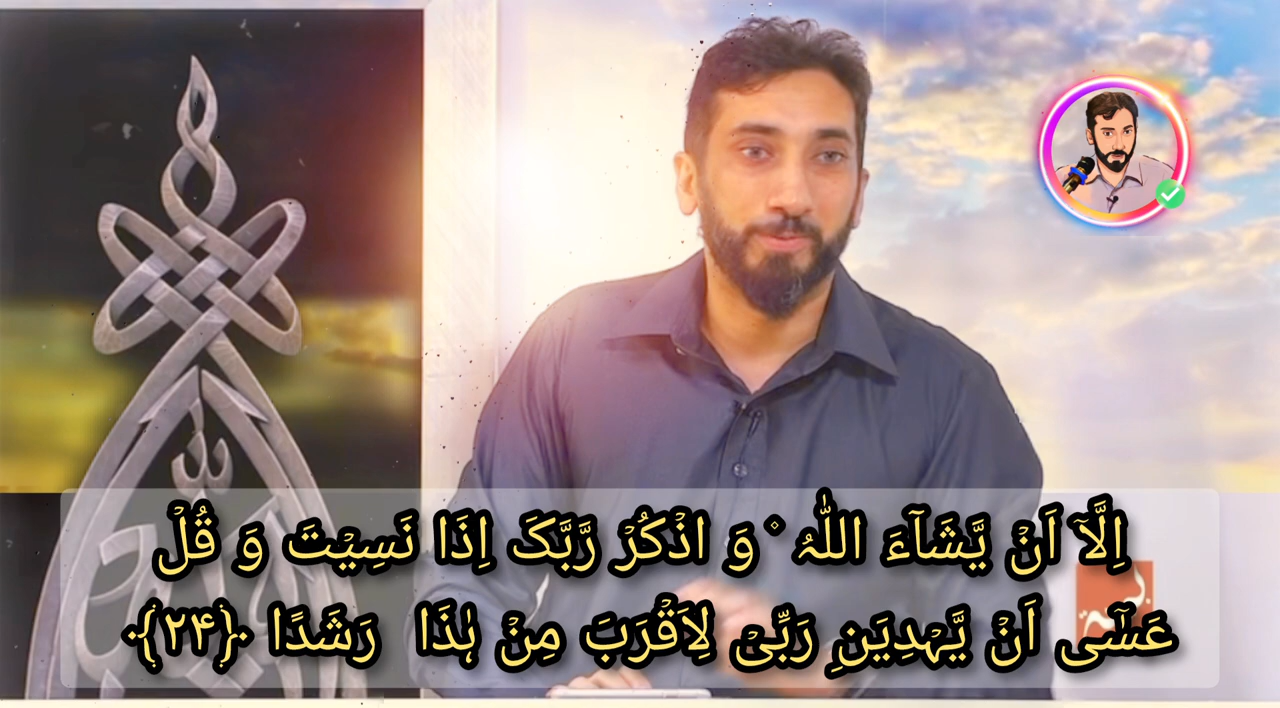 اِلَّاۤ اَنۡ یَّشَآءَ اللّٰہُ ۫ وَ اذۡکُرۡ رَّبَّکَ اِذَا نَسِیۡتَ وَ قُلۡ
عَسٰۤی اَنۡ یَّہۡدِیَنِ رَبِّیۡ لِاَقۡرَبَ مِنۡ ہٰذَا رَشَدًا ﴿۲۴﴾